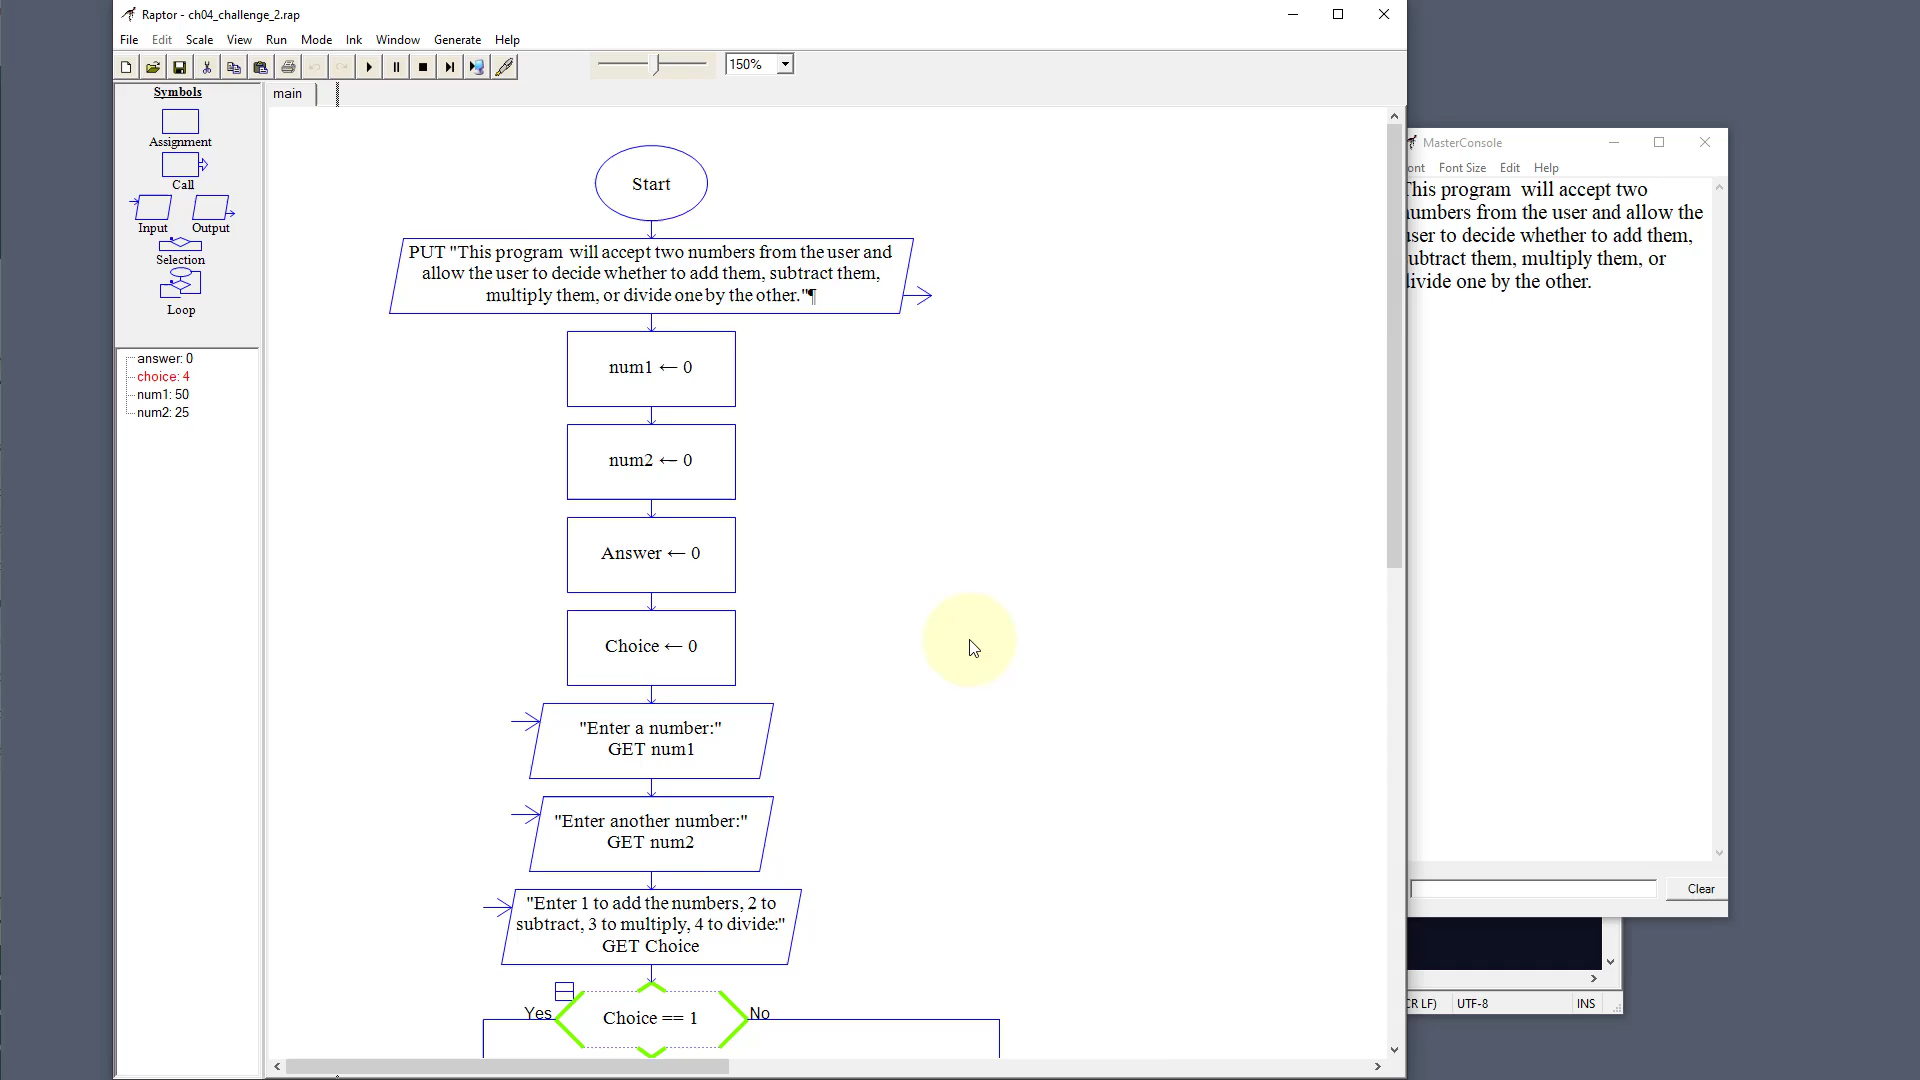 Raptor - ch04_challenge_2.rap
File Edit Scale View Run Mode Ink Window Generate Help
150%
Symbols
Assignment
Call
Input Output
Selection
Loop
answer: 0
choice: 4
num1: 50
num2: 25
main
Start
PUT "This program will accept two numbers from the user and
allow the user to decide whether to add them, subtract them,
multiply them, or divide one by the other."¶
num1 ← 0
num2 ← 0
Answer ← 0
Choice ← 0
"Enter a number:"
GET num1
"Enter another number:"
GET num2
"Enter 1 to add the numbers, 2 to
subtract, 3 to multiply, 4 to divide:"
GET Choice
Yes Choice == 1 No
MasterConsole
ont Font Size Edit Help
This program will accept two
numbers from the user and allow the
user to decide whether to add them,
subtract them, multiply them, or
divide one by the other.
Clear
CR LF) UTF-8 INS